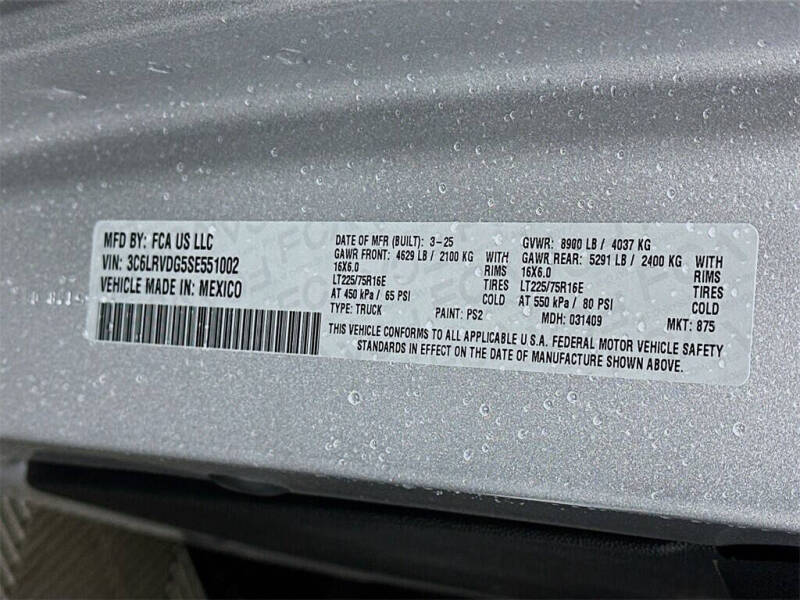 MFD BY: FCA US LLC
VIN: 3C6LRVDG5SE551002
VEHICLE MADE IN: MEXICO
DATE OF MFR (BUILT): 3-25
GVWR: 8900 LB / 4037 KG
GAWR FRONT: 4629 LB / 2100 KG WITH
16X6.0 RIMS
LT225/75R16E TIRES
AT 450 kPa / 65 PSI COLD
GAWR REAR: 5291 LB / 2400 KG WITH
16X6.0 RIMS
LT225/75R16E TIRES
AT 550 kPa / 80 PSI COLD
TYPE: TRUCK PAINT: PS2 MDH: 031409 MKT: 875
THIS VEHICLE CONFORMS TO ALL APPLICABLE U.S.A. FEDERAL MOTOR VEHICLE SAFETY
STANDARDS IN EFFECT ON THE DATE OF MANUFACTURE SHOWN ABOVE.